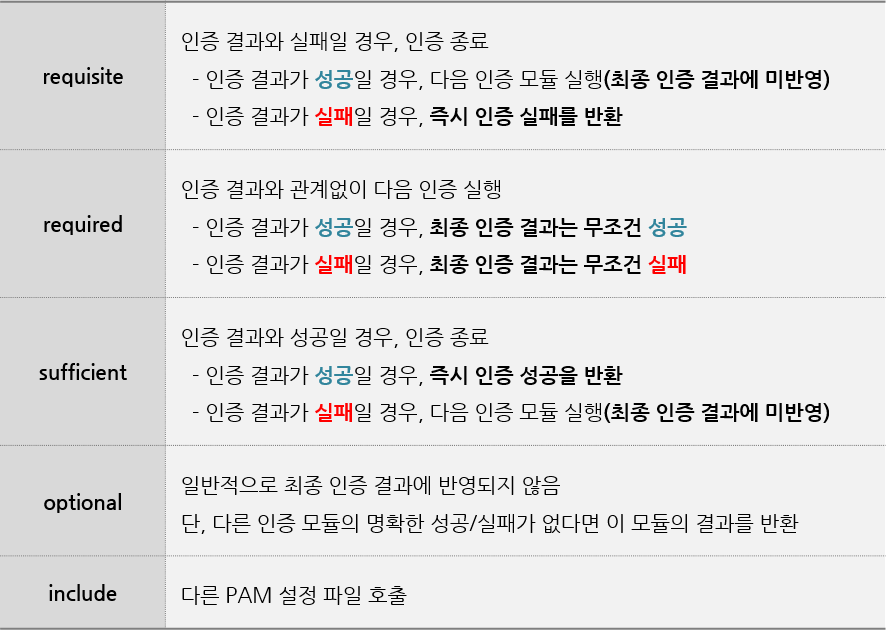 requisite
인증 결과와 실패일 경우, 인증 종료
- 인증 결과가 성공일 경우, 다음 인증 모듈 실행(최종 인증 결과에 미반영)
- 인증 결과가 실패일 경우, 즉시 인증 실패를 반환
required
인증 결과와 관계없이 다음 인증 실행
- 인증 결과가 성공일 경우, 최종 인증 결과는 무조건 성공
- 인증 결과가 실패일 경우, 최종 인증 결과는 무조건 실패
sufficient
인증 결과와 성공일 경우, 인증 종료
- 인증 결과가 성공일 경우, 즉시 인증 성공을 반환
- 인증 결과가 실패일 경우, 다음 인증 모듈 실행(최종 인증 결과에 미반영)
optional
일반적으로 최종 인증 결과에 반영되지 않음
단, 다른 인증 모듈의 명확한 성공/실패가 없다면 이 모듈의 결과를 반환
include
다른 PAM 설정 파일 호출